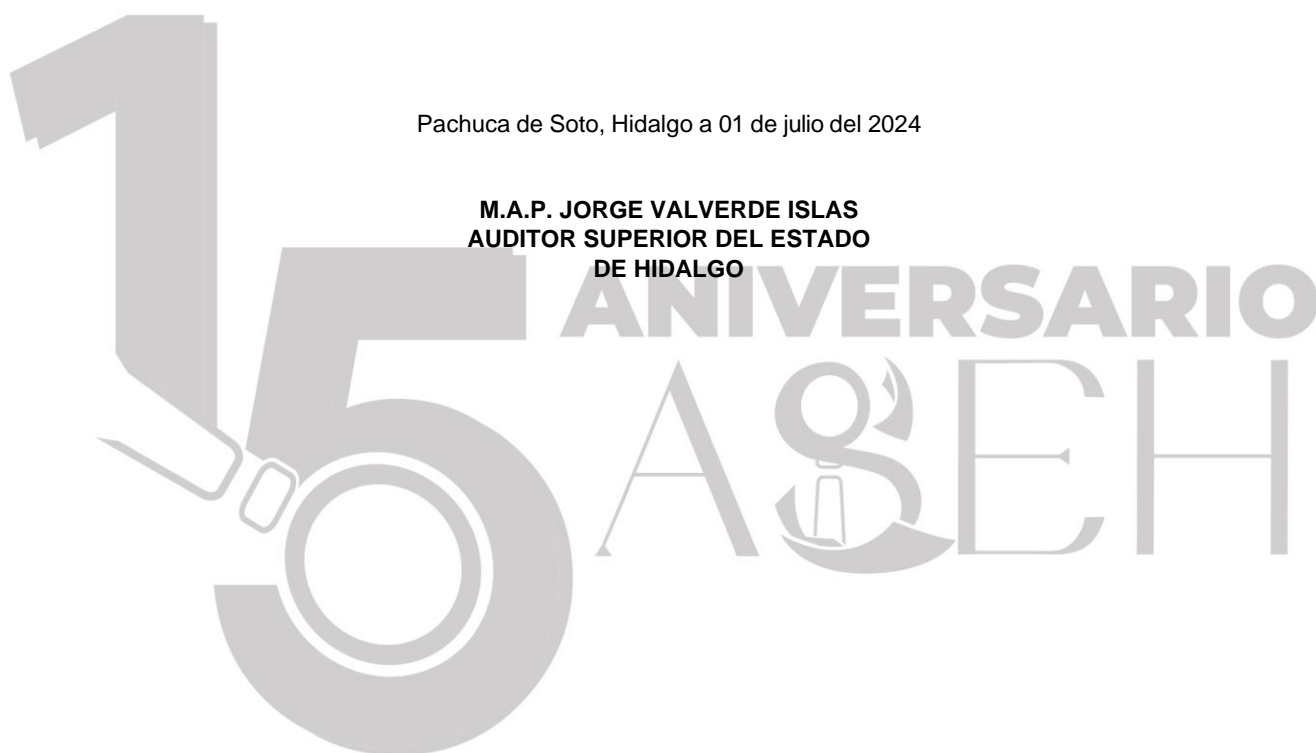 Pachuca de Soto, Hidalgo a 01 de julio del 2024
M.A.P. JORGE VALVERDE ISLAS
AUDITOR SUPERIOR DEL ESTADO
DE HIDALGO
15
ANIVERSARIO
ASEH